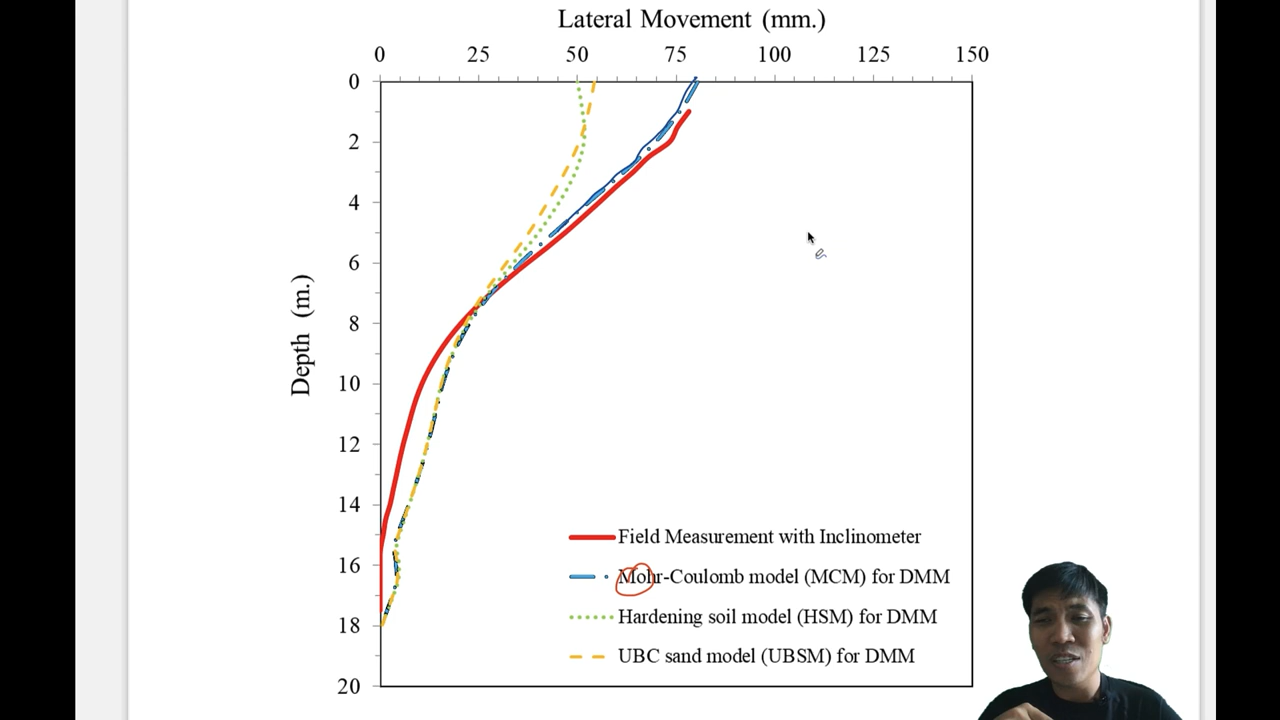 Lateral Movement (mm.)
0 25 50 75 100 125 150
0
2
4
6
8
10
12
14
16
18
20
Depth (m.)
Field Measurement with Inclinometer
Mohr-Coulomb model (MCM) for DMM
Hardening soil model (HSM) for DMM
UBC sand model (UBSM) for DMM